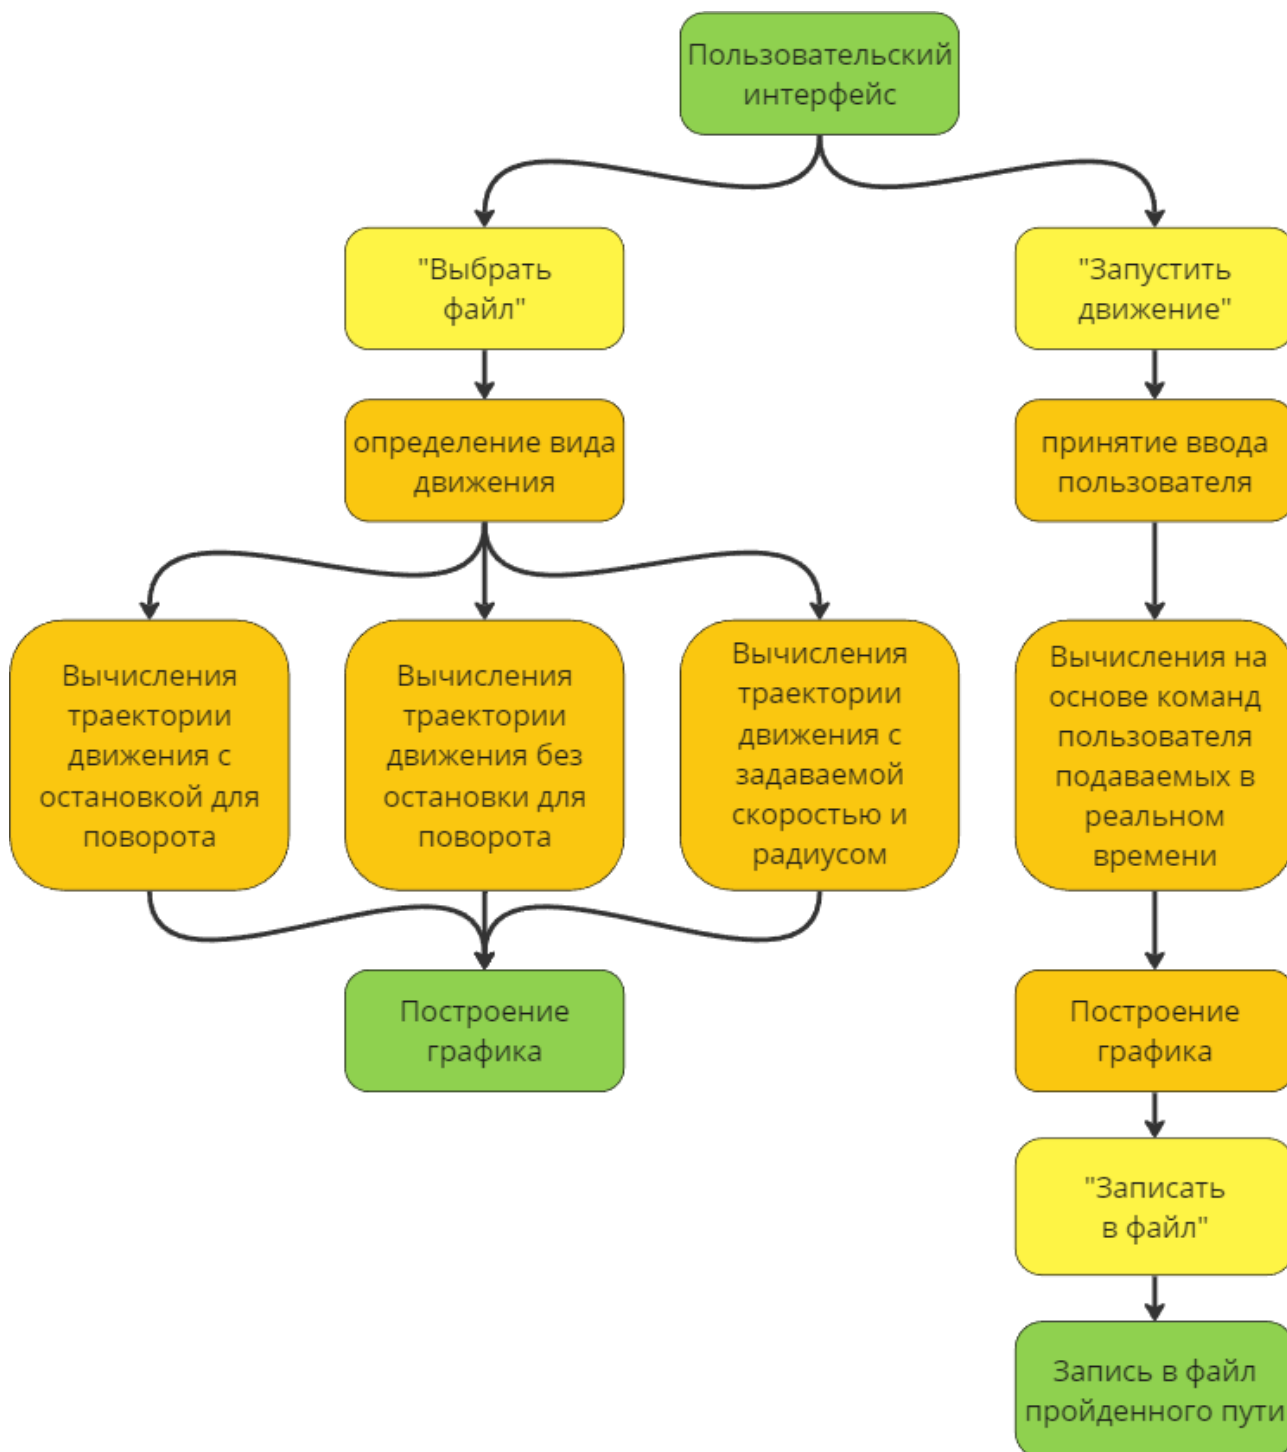 Пользовательский
интерфейс
"Выбрать
файл"
"Запустить
движение"
определение вида
движения
принятие ввода
пользователя
Вычисления
траектории
движения с
остановкой для
поворота
Вычисления
траектории
движения без
остановки для
поворота
Вычисления
траектории
движения с
задаваемой
скоростью и
радиусом
Вычисления на
основе команд
пользователя
подаваемых в
реальном
времени
Построение
графика
Построение
графика
"Записать
в файл"
Запись в файл
пройденного пути